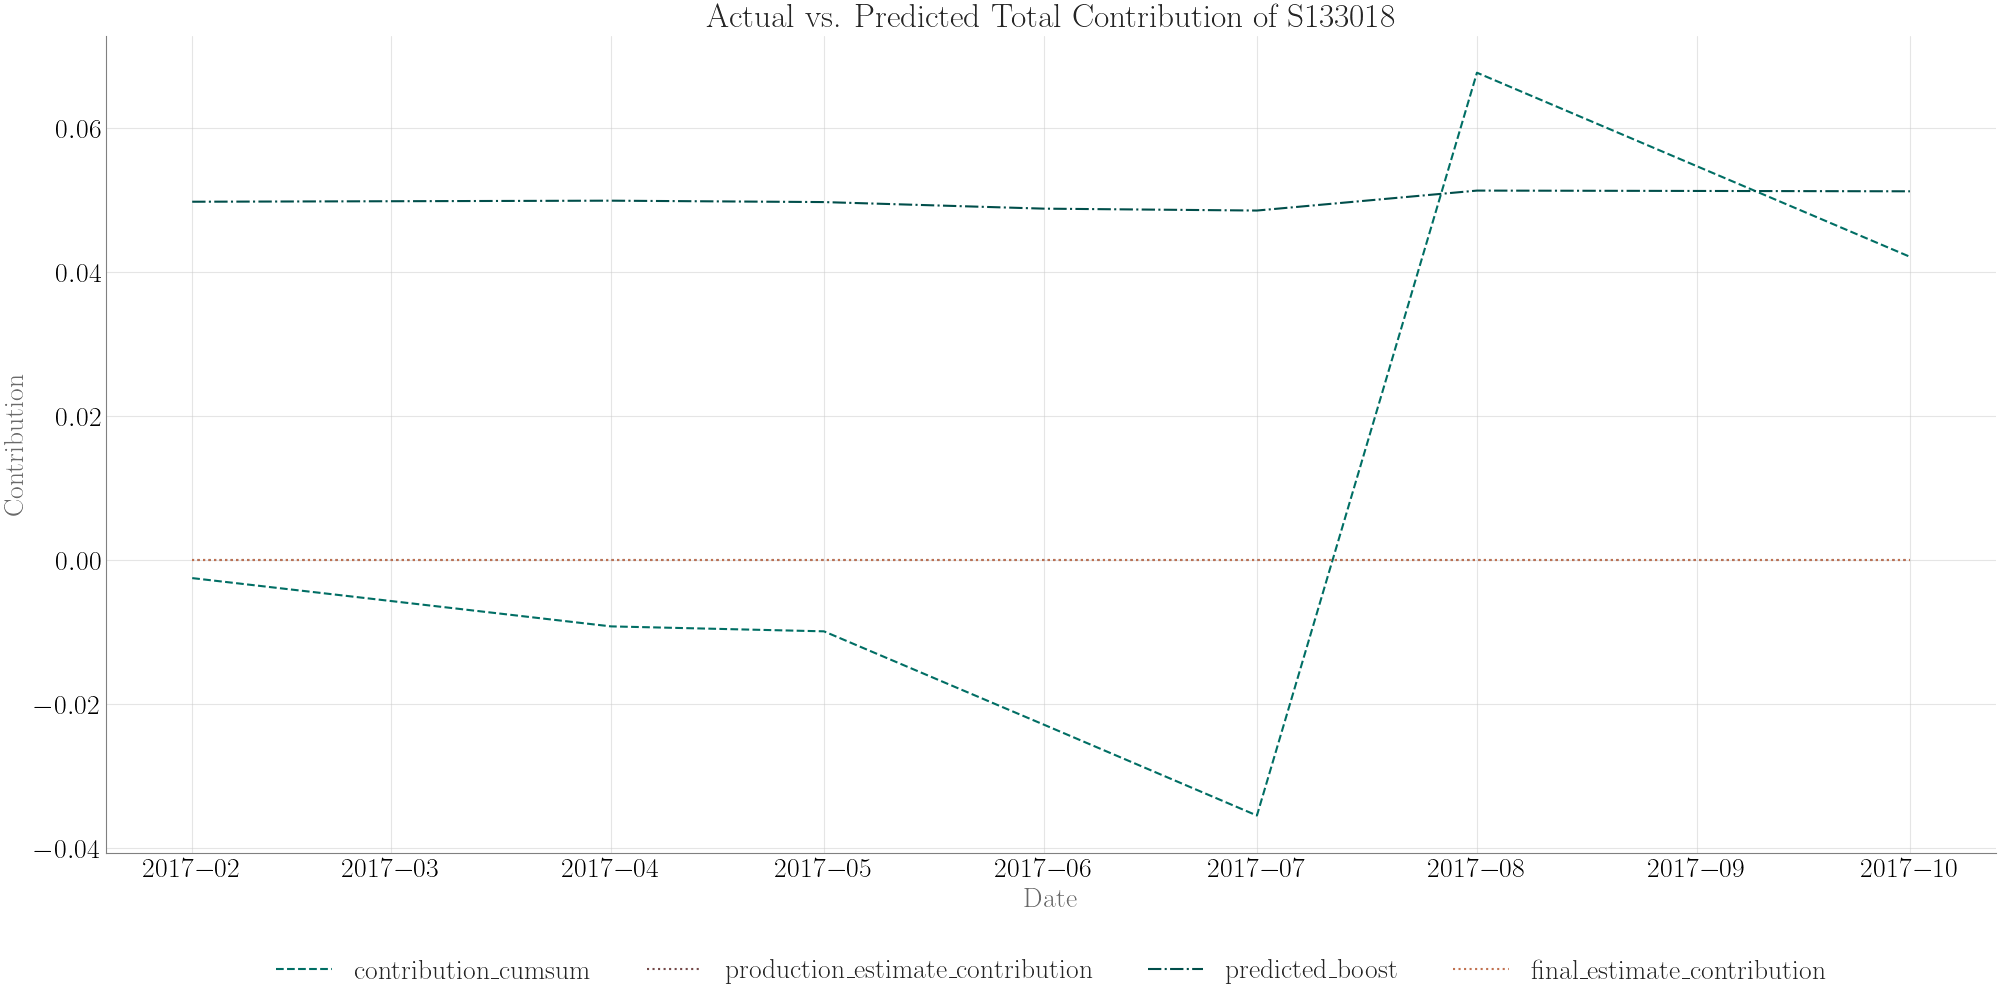 Actual vs. Predicted Total Contribution of S133018
0.06
0.04
0.02
0.00
−0.02
−0.04
Contribution
2017−02 2017−03 2017−04 2017−05 2017−06 2017−07 2017−08 2017−09 2017−10
Date
contribution_cumsum production_estimate_contribution predicted_boost final_estimate_contribution